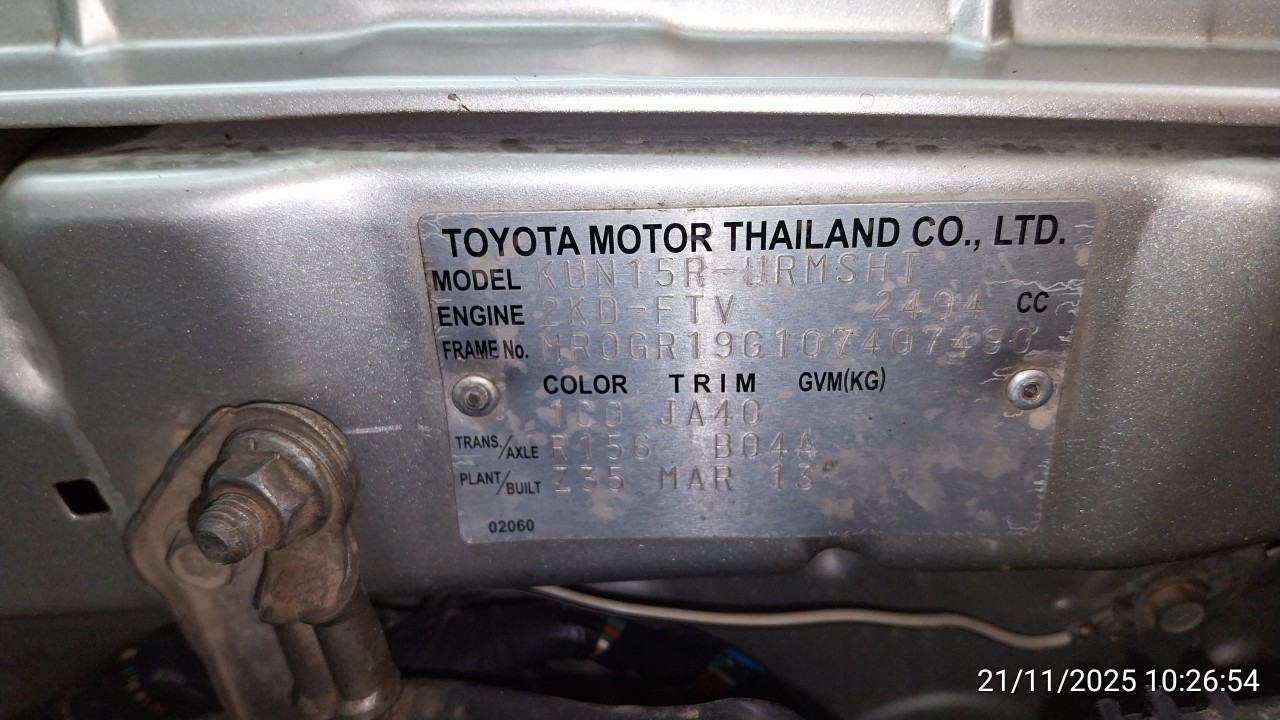 TOYOTA MOTOR THAILAND CO., LTD.
MODEL KUN15R-URMSHT
ENGINE 2KD-FTV 2494 CC
FRAME No. MR0GR19G107407490
COLOR TRIM GVM(KG)
1C0 JA40
TRANS./AXLE R156 B04A
PLANT/BUILT Z35 MAR 13
02060
21/11/2025 10:26:54